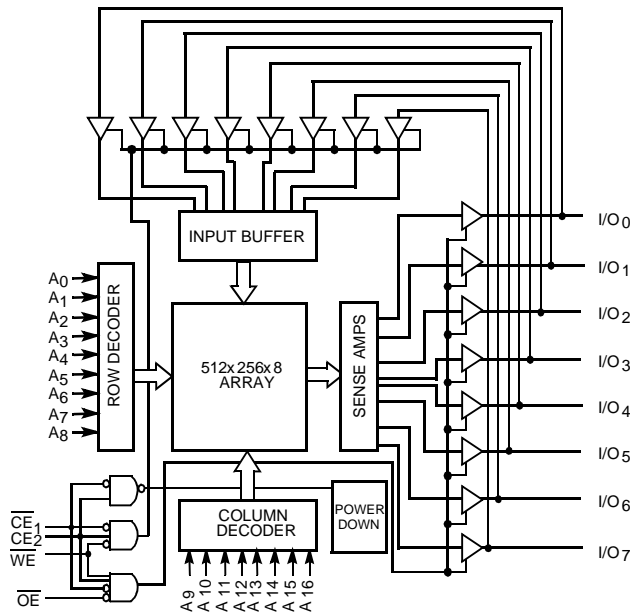 INPUT BUFFER
I/O0
I/O1
I/O2
I/O3
I/O4
I/O5
I/O6
I/O7
A0
A1
A2
A3
A4
A5
A6
A7
A8
ROW DECODER
512x256x8
ARRAY
SENSE AMPS
COLUMN
DECODER
POWER
DOWN
CE1
CE2
WE
OE
A9
A10
A11
A12
A13
A14
A15
A16